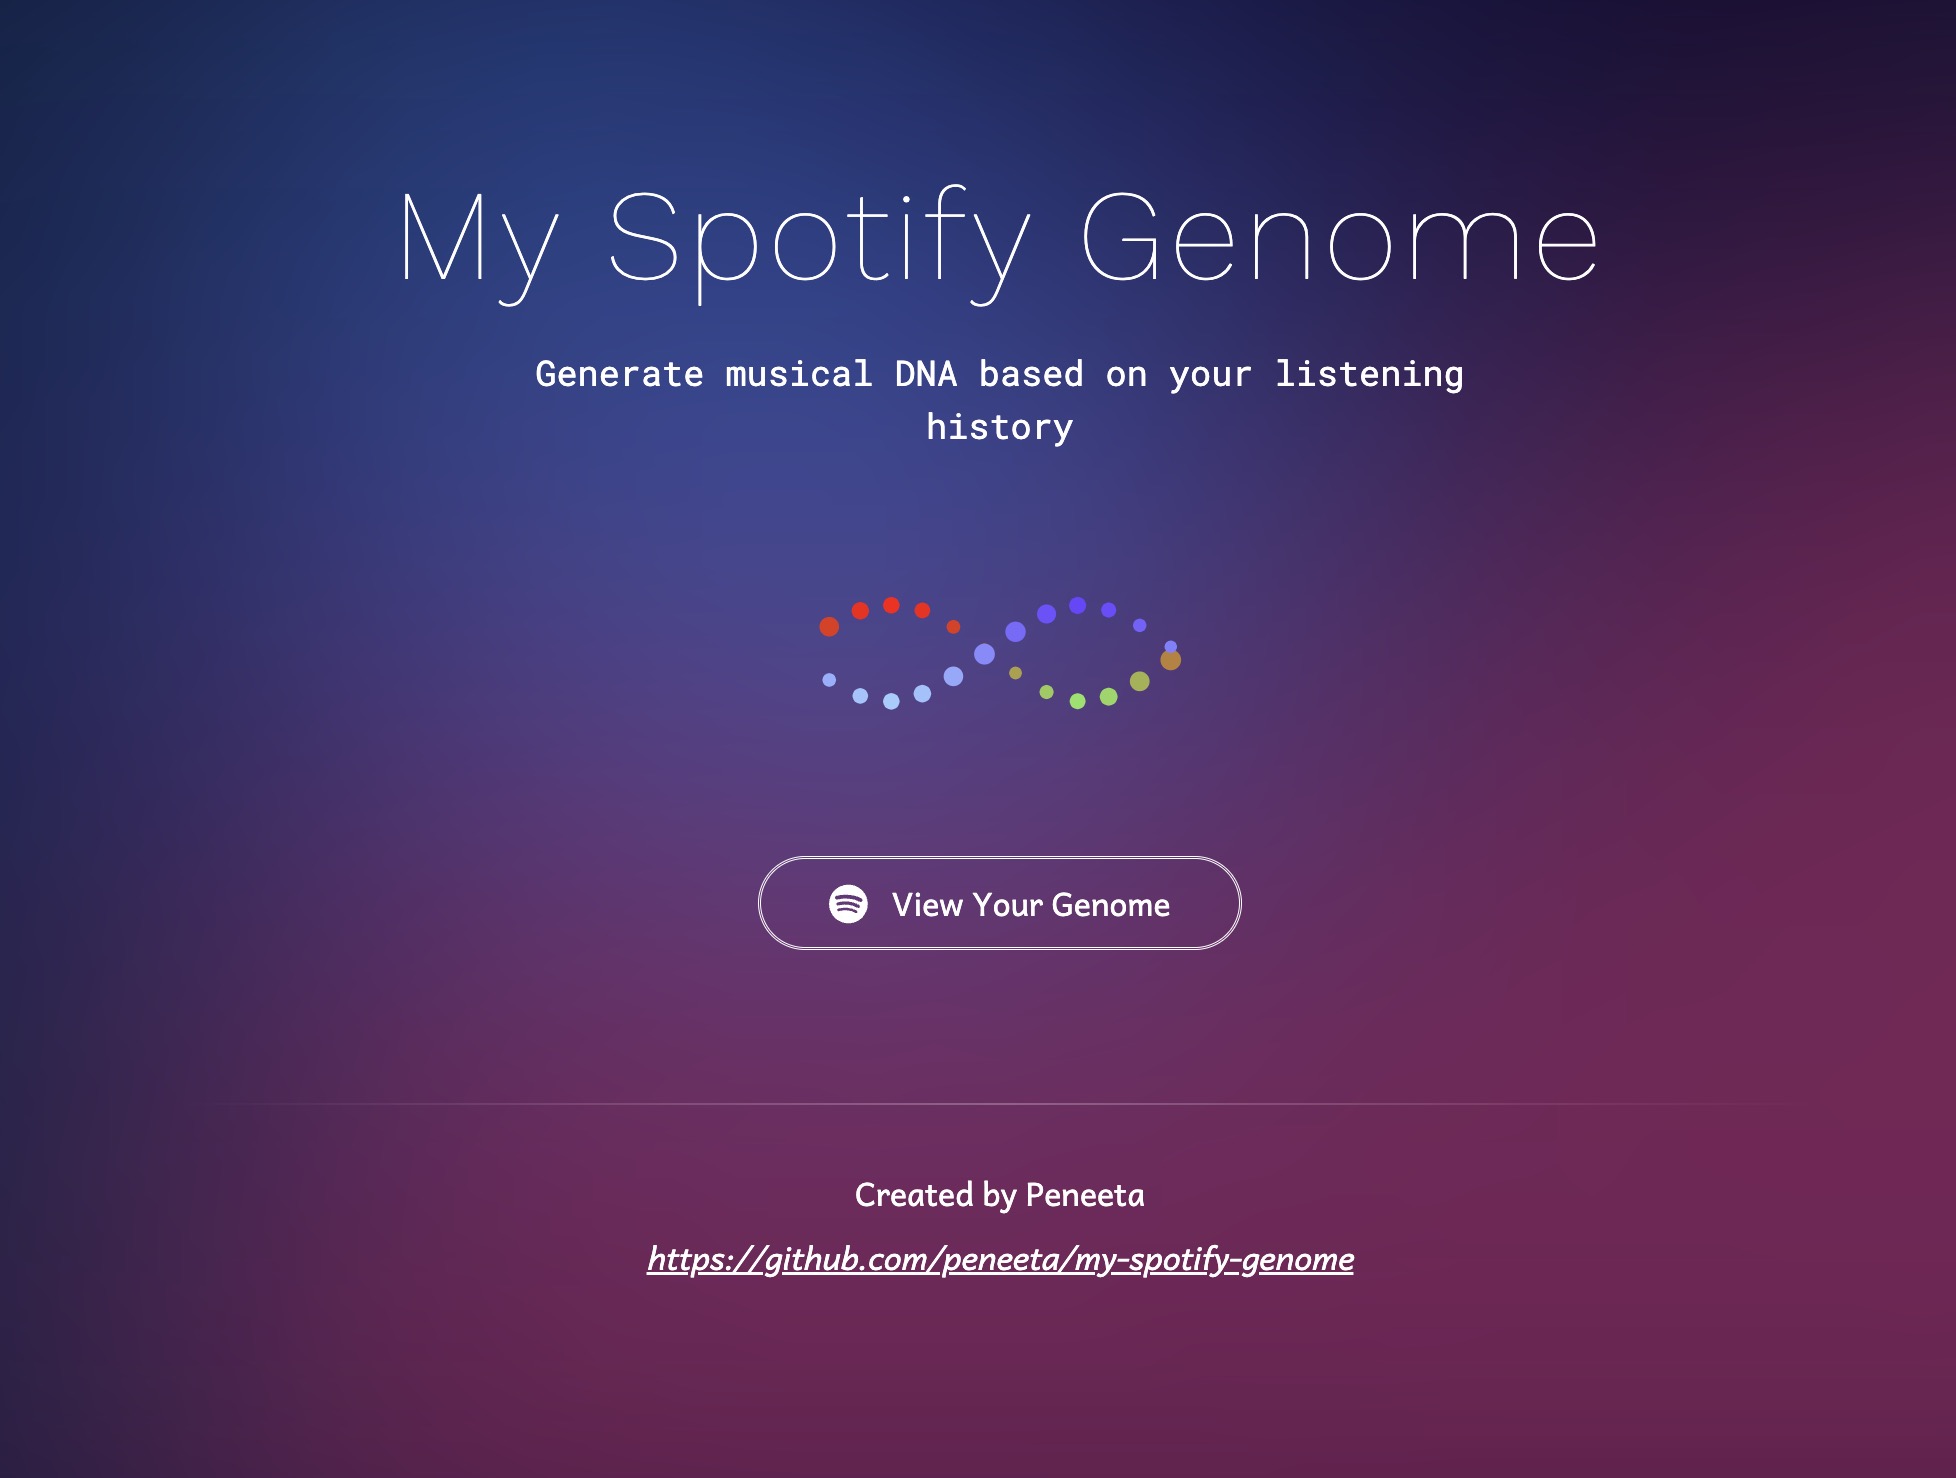 My Spotify Genome
Generate musical DNA based on your listening
history
View Your Genome
Created by Peneeta
https://github.com/peneeta/my-spotify-genome